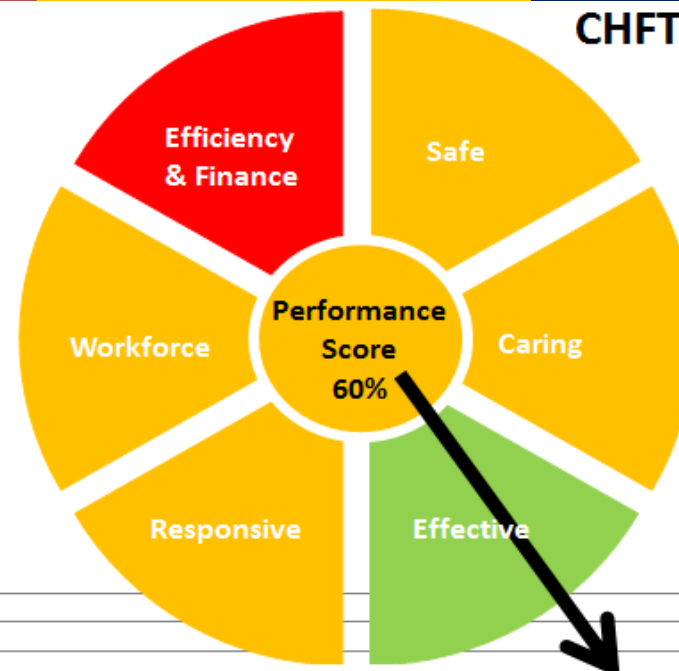 CHFT
Efficiency
& Finance
Safe
Performance
Score
60%
Workforce
Caring
Responsive
Effective